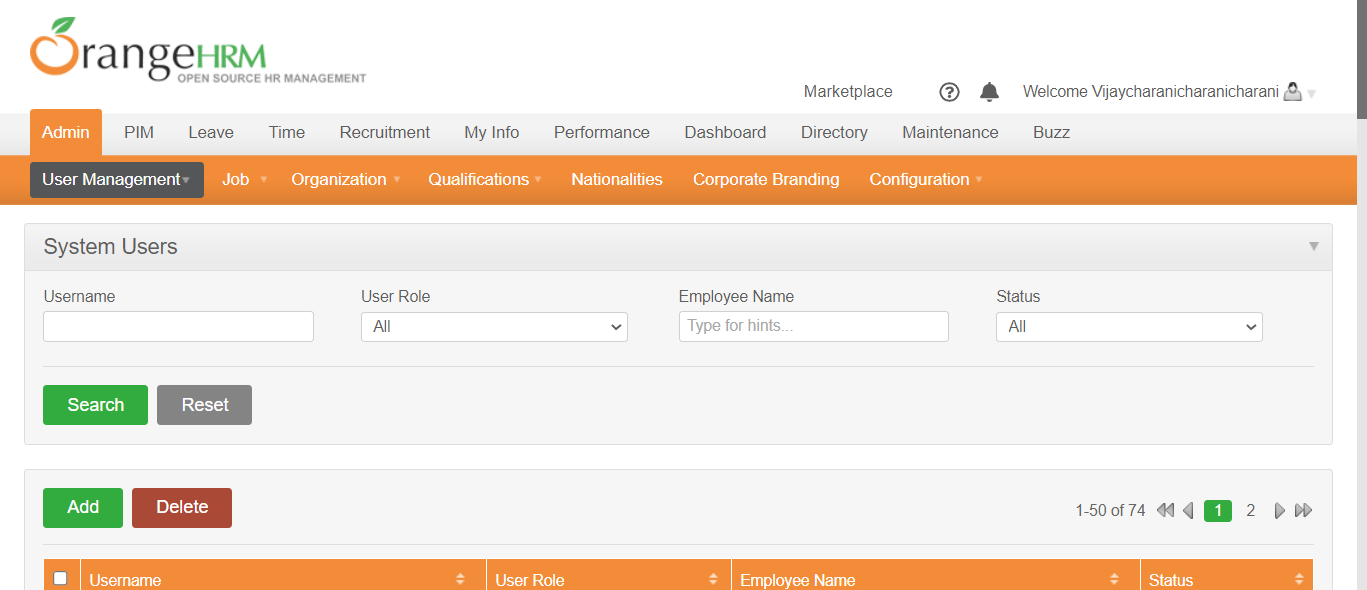 OrangeHRM
OPEN SOURCE HR MANAGEMENT
Marketplace ? Welcome Vijaycharanicharanicharani
Admin PIM Leave Time Recruitment My Info Performance Dashboard Directory Maintenance Buzz
User Management Job Organization Qualifications Nationalities Corporate Branding Configuration
System Users
Username User Role Employee Name Status
All Type for hints... All
Search Reset
Add Delete 1-50 of 74 1 2
Username User Role Employee Name Status